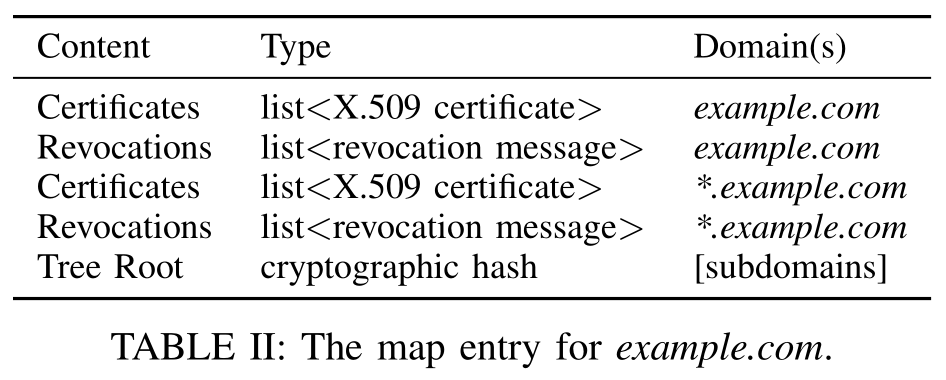 Content Type Domain(s)
Certificates list<X.509 certificate> example.com
Revocations list<revocation message> example.com
Certificates list<X.509 certificate> *.example.com
Revocations list<revocation message> *.example.com
Tree Root cryptographic hash [subdomains]
TABLE II: The map entry for example.com.